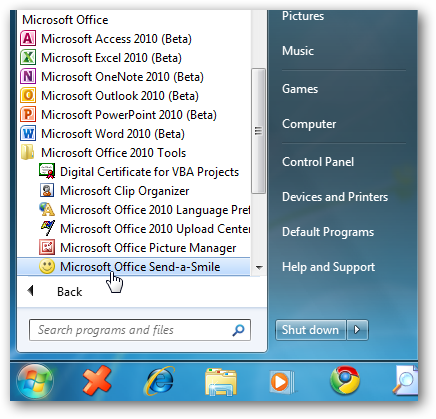 Microsoft Office
Microsoft Access 2010 (Beta)
Microsoft Excel 2010 (Beta)
Microsoft OneNote 2010 (Beta)
Microsoft Outlook 2010 (Beta)
Microsoft PowerPoint 2010 (Beta)
Microsoft Word 2010 (Beta)
Microsoft Office 2010 Tools
Digital Certificate for VBA Projects
Microsoft Clip Organizer
Microsoft Office 2010 Language Pref
Microsoft Office 2010 Upload Center
Microsoft Office Picture Manager
Microsoft Office Send-a-Smile
Back
Search programs and files
Pictures
Music
Games
Computer
Control Panel
Devices and Printers
Default Programs
Help and Support
Shut down